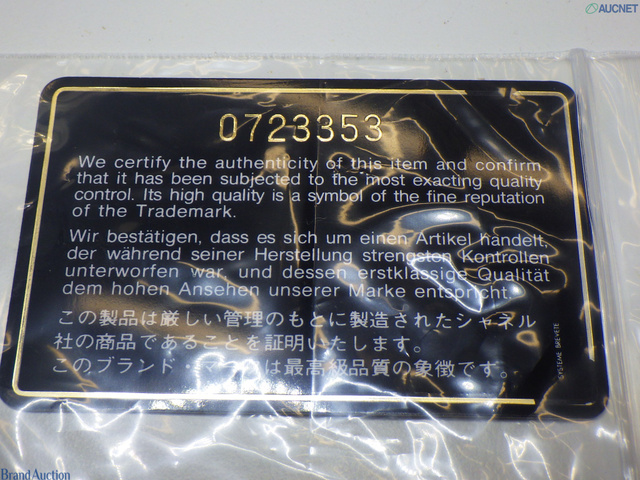 AUCNET
0723353
We certify the authenticity of this item and confirm
that it has been subjected to the most exacting quality
control. Its high quality is a symbol of the fine reputation
of the Trademark.
Wir bestätigen, dass es sich um einen Artikel handelt,
der während seiner Herstellung strengsten Kontrollen
unterworfen war, und dessen erstklassige Qualität
dem hohen Ansehen unserer Marke entspricht.
この製品は厳しい管理のもとに製造されたシャネル
社の商品であることを証明いたします。
このブランド・マークは最高級品質の象徴です。
SYSTEME BREVETE
Brand Auction